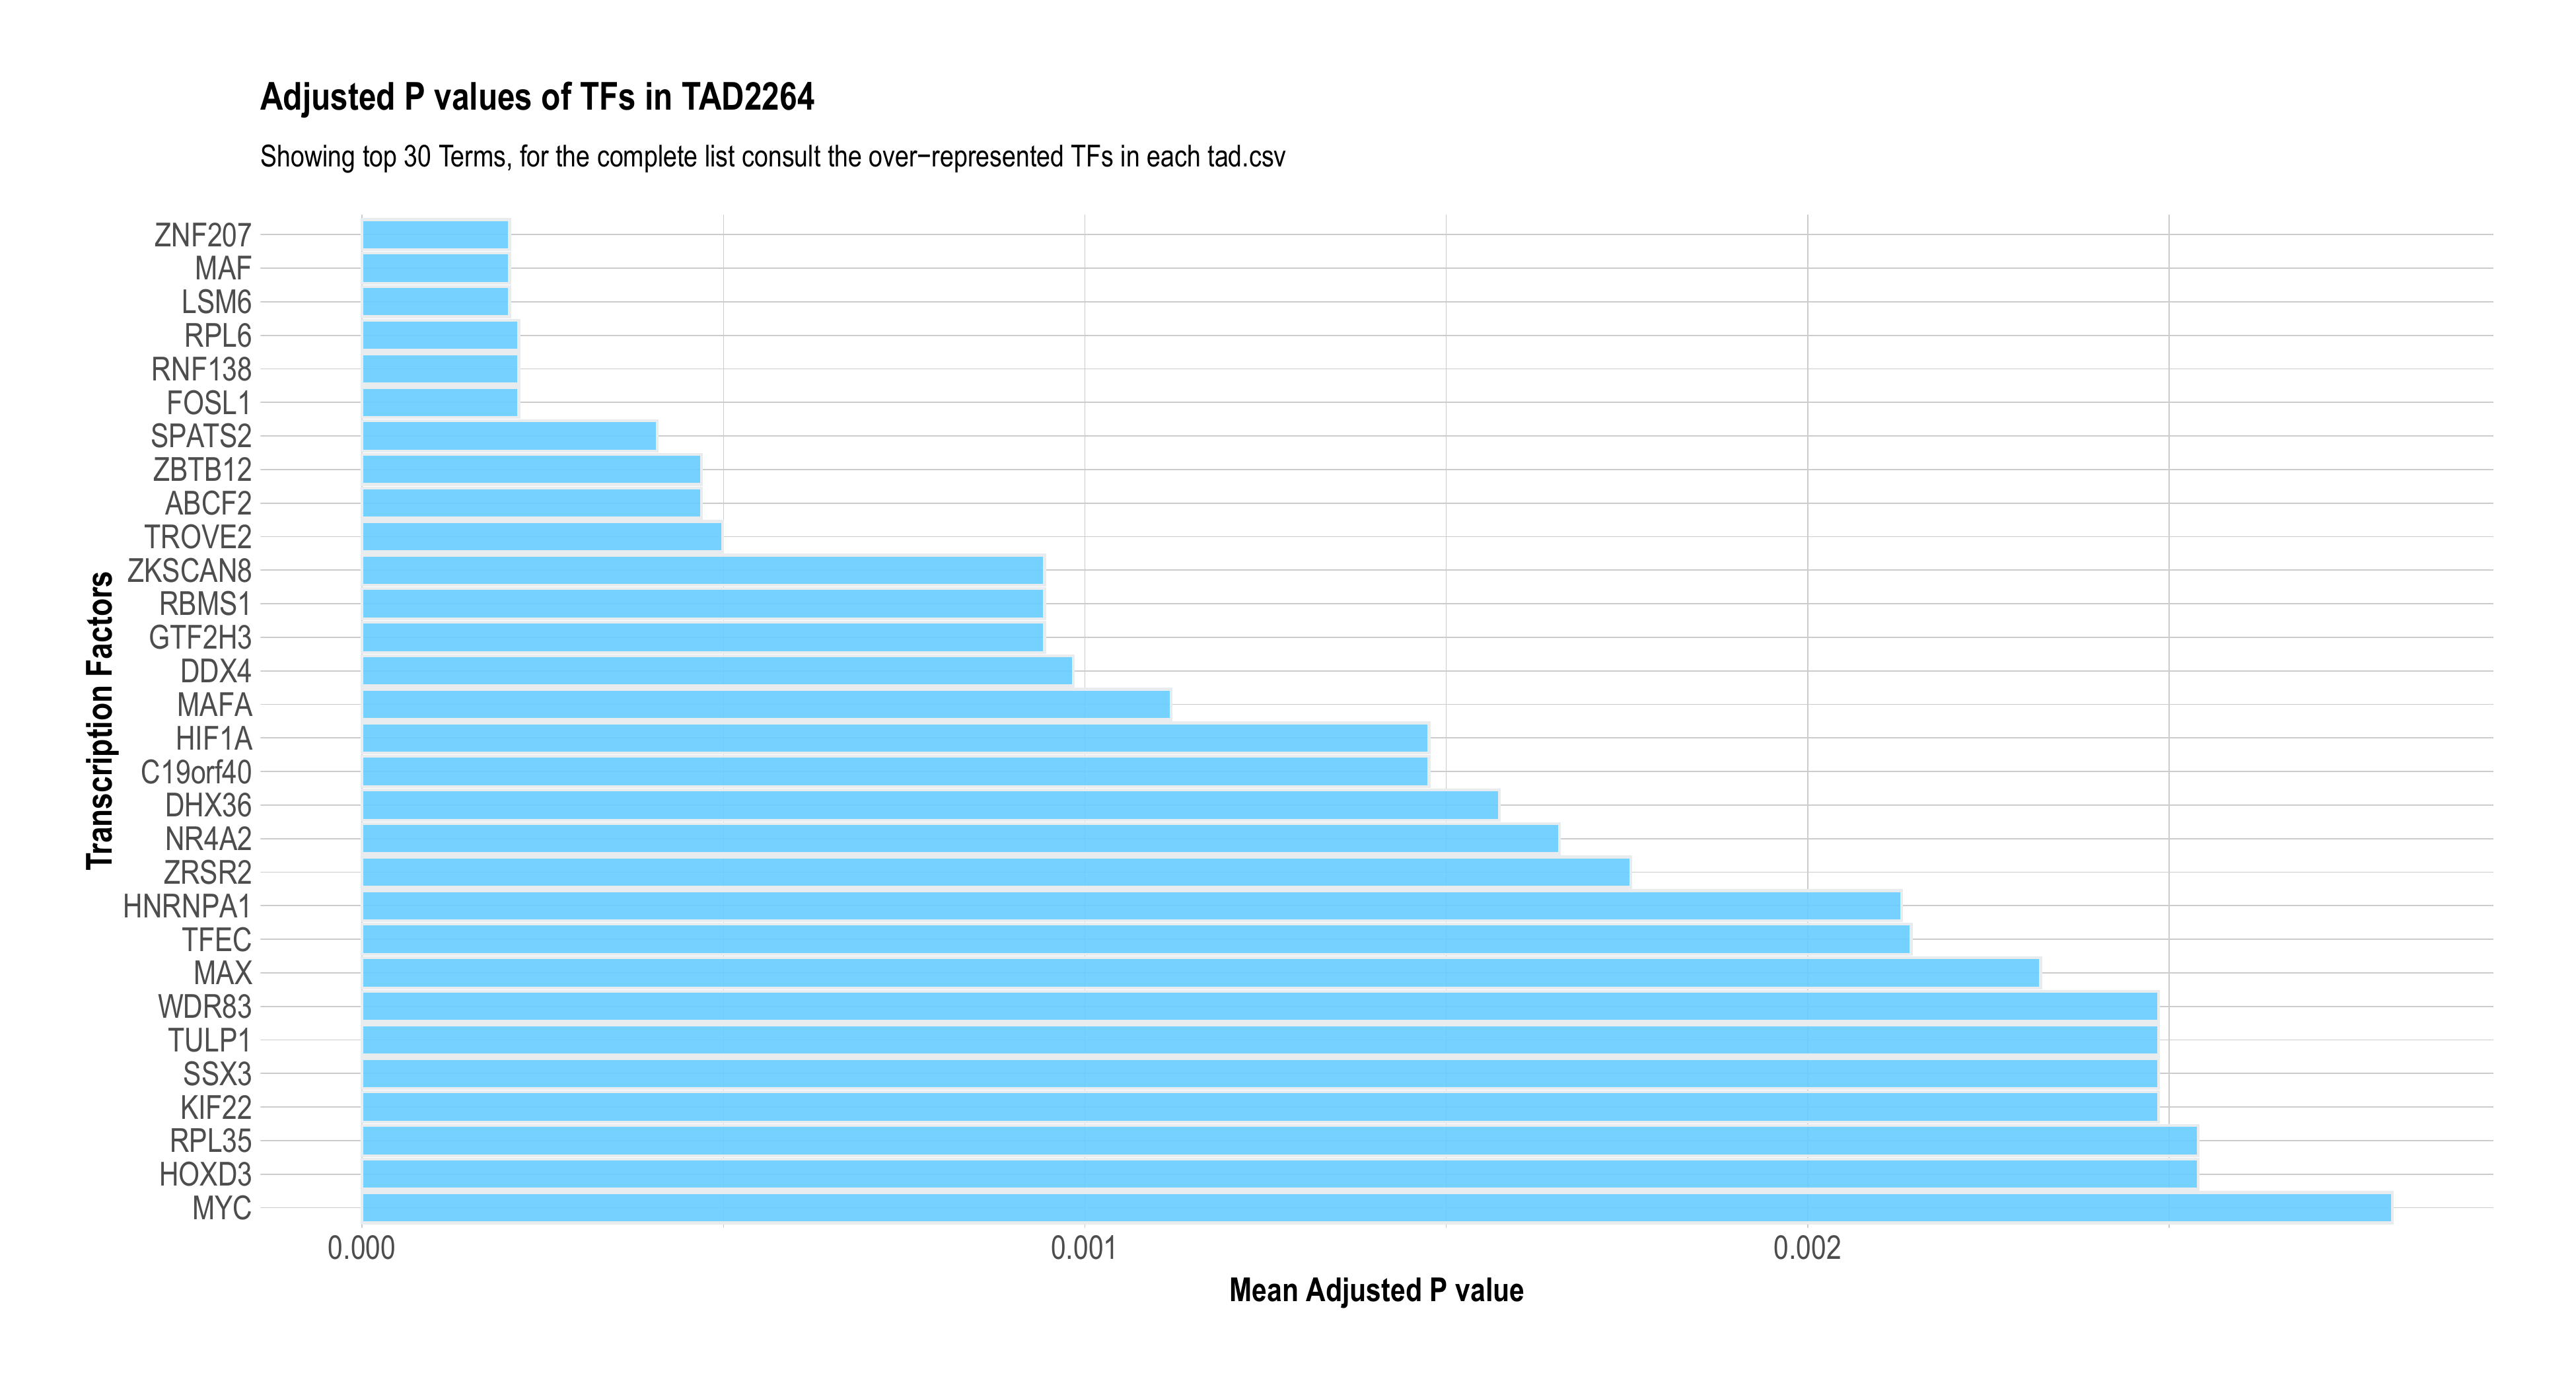 Adjusted P values of TFs in TAD2264
Showing top 30 Terms, for the complete list consult the over−represented TFs in each tad.csv
Transcription Factors
ZNF207
MAF
LSM6
RPL6
RNF138
FOSL1
SPATS2
ZBTB12
ABCF2
TROVE2
ZKSCAN8
RBMS1
GTF2H3
DDX4
MAFA
HIF1A
C19orf40
DHX36
NR4A2
ZRSR2
HNRNPA1
TFEC
MAX
WDR83
TULP1
SSX3
KIF22
RPL35
HOXD3
MYC
0.000 0.001 0.002
Mean Adjusted P value